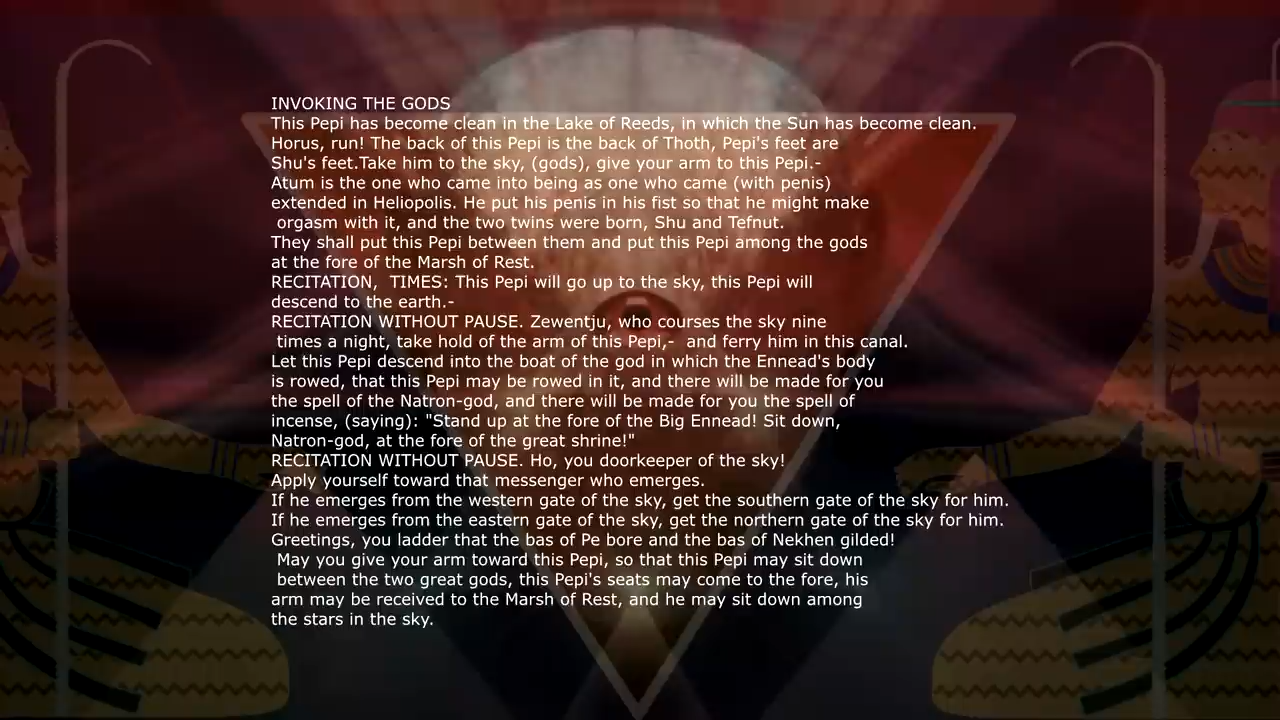 INVOKING THE GODS
This Pepi has become clean in the Lake of Reeds, in which the Sun has become clean.
Horus, run! The back of this Pepi is the back of Thoth, Pepi's feet are
Shu's feet.Take him to the sky, (gods), give your arm to this Pepi.-
Atum is the one who came into being as one who came (with penis)
extended in Heliopolis. He put his penis in his fist so that he might make
orgasm with it, and the two twins were born, Shu and Tefnut.
They shall put this Pepi between them and put this Pepi among the gods
at the fore of the Marsh of Rest.
RECITATION,  TIMES: This Pepi will go up to the sky, this Pepi will
descend to the earth.-
RECITATION WITHOUT PAUSE. Zewentju, who courses the sky nine
times a night, take hold of the arm of this Pepi,-  and ferry him in this canal.
Let this Pepi descend into the boat of the god in which the Ennead's body
is rowed, that this Pepi may be rowed in it, and there will be made for you
the spell of the Natron-god, and there will be made for you the spell of
incense, (saying): "Stand up at the fore of the Big Ennead! Sit down,
Natron-god, at the fore of the great shrine!"
RECITATION WITHOUT PAUSE. Ho, you doorkeeper of the sky!
Apply yourself toward that messenger who emerges.
If he emerges from the western gate of the sky, get the southern gate of the sky for him.
If he emerges from the eastern gate of the sky, get the northern gate of the sky for him.
Greetings, you ladder that the bas of Pe bore and the bas of Nekhen gilded!
May you give your arm toward this Pepi, so that this Pepi may sit down
between the two great gods, this Pepi's seats may come to the fore, his
arm may be received to the Marsh of Rest, and he may sit down among
the stars in the sky.